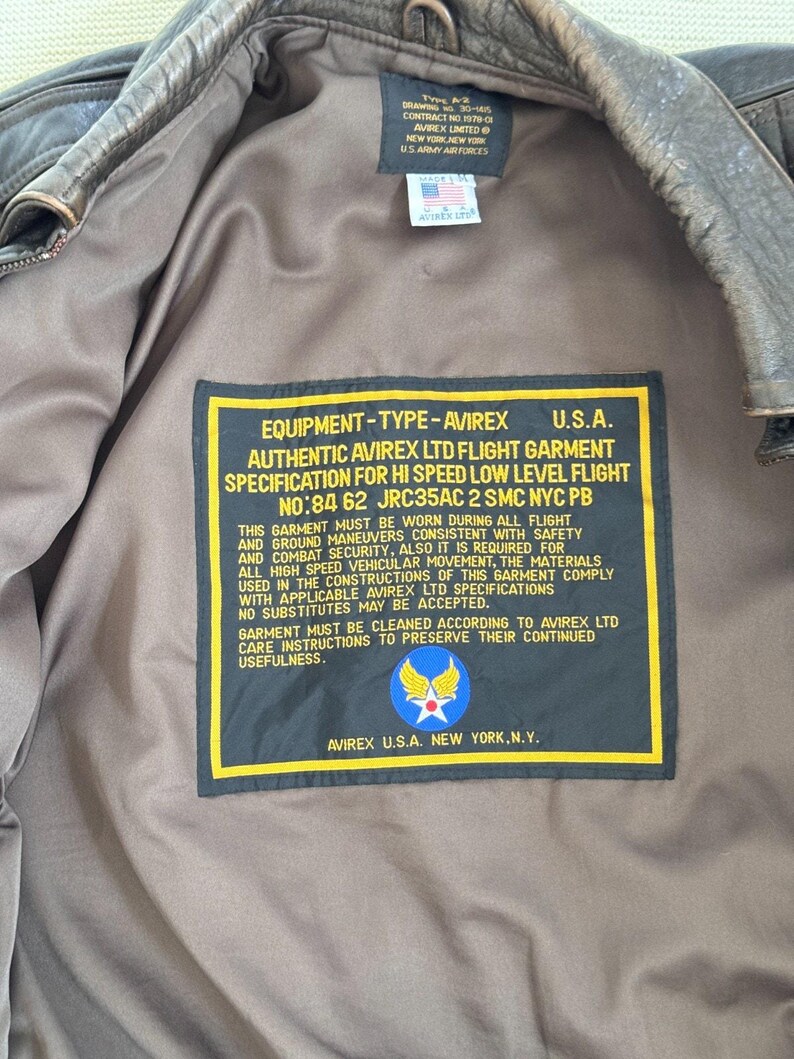 TYPE A-2
DRAWING NO. 30-1415
CONTRACT NO. 1978-01
AVIREX LIMITED ®
NEW YORK, NEW YORK
U.S. ARMY AIR FORCES
MADE
U. S. A.
AVIREX LTD.®
EQUIPMENT-TYPE-AVIREX U.S.A.
AUTHENTIC AVIREX LTD FLIGHT GARMENT
SPECIFICATION FOR HI SPEED LOW LEVEL FLIGHT
NO:84 62 JRC35AC 2 SMC NYC PB
THIS GARMENT MUST BE WORN DURING ALL FLIGHT
AND GROUND MANEUVERS CONSISTENT WITH SAFETY
AND COMBAT SECURITY, ALSO IT IS REQUIRED FOR
ALL HIGH SPEED VEHICULAR MOVEMENT, THE MATERIALS
USED IN THE CONSTRUCTIONS OF THIS GARMENT COMPLY
WITH APPLICABLE AVIREX LTD SPECIFICATIONS
NO SUBSTITUTES MAY BE ACCEPTED.
GARMENT MUST BE CLEANED ACCORDING TO AVIREX LTD
CARE INSTRUCTIONS TO PRESERVE THEIR CONTINUED
USEFULNESS.
AVIREX U.S.A. NEW YORK, N.Y.